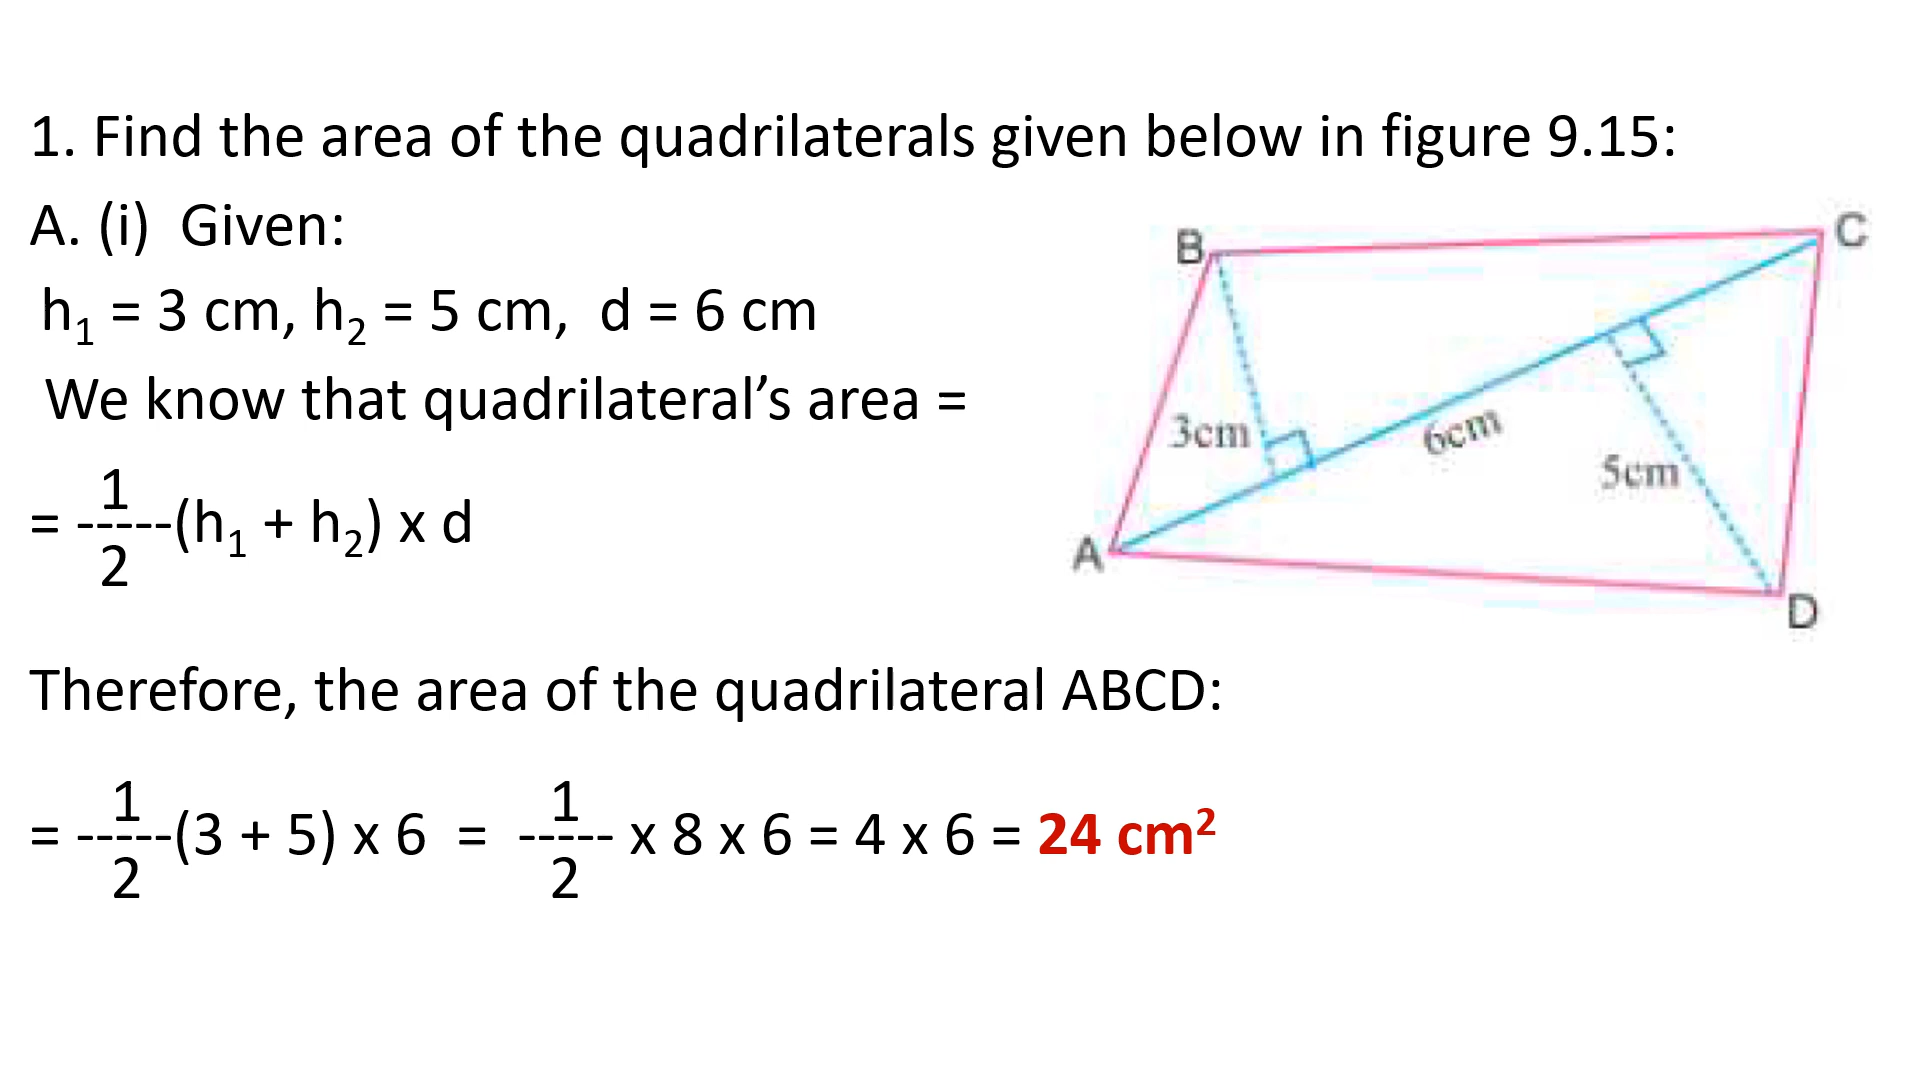 1. Find the area of the quadrilaterals given below in figure 9.15:
A. (i) Given:
h₁ = 3 cm, h₂ = 5 cm, d = 6 cm
We know that quadrilateral’s area =
1
= -----(h₁ + h₂) x d
2
B
C
3cm
6cm
5cm
A
D
Therefore, the area of the quadrilateral ABCD:
1 1
= -----(3 + 5) x 6 = ----- x 8 x 6 = 4 x 6 = 24 cm²
2 2